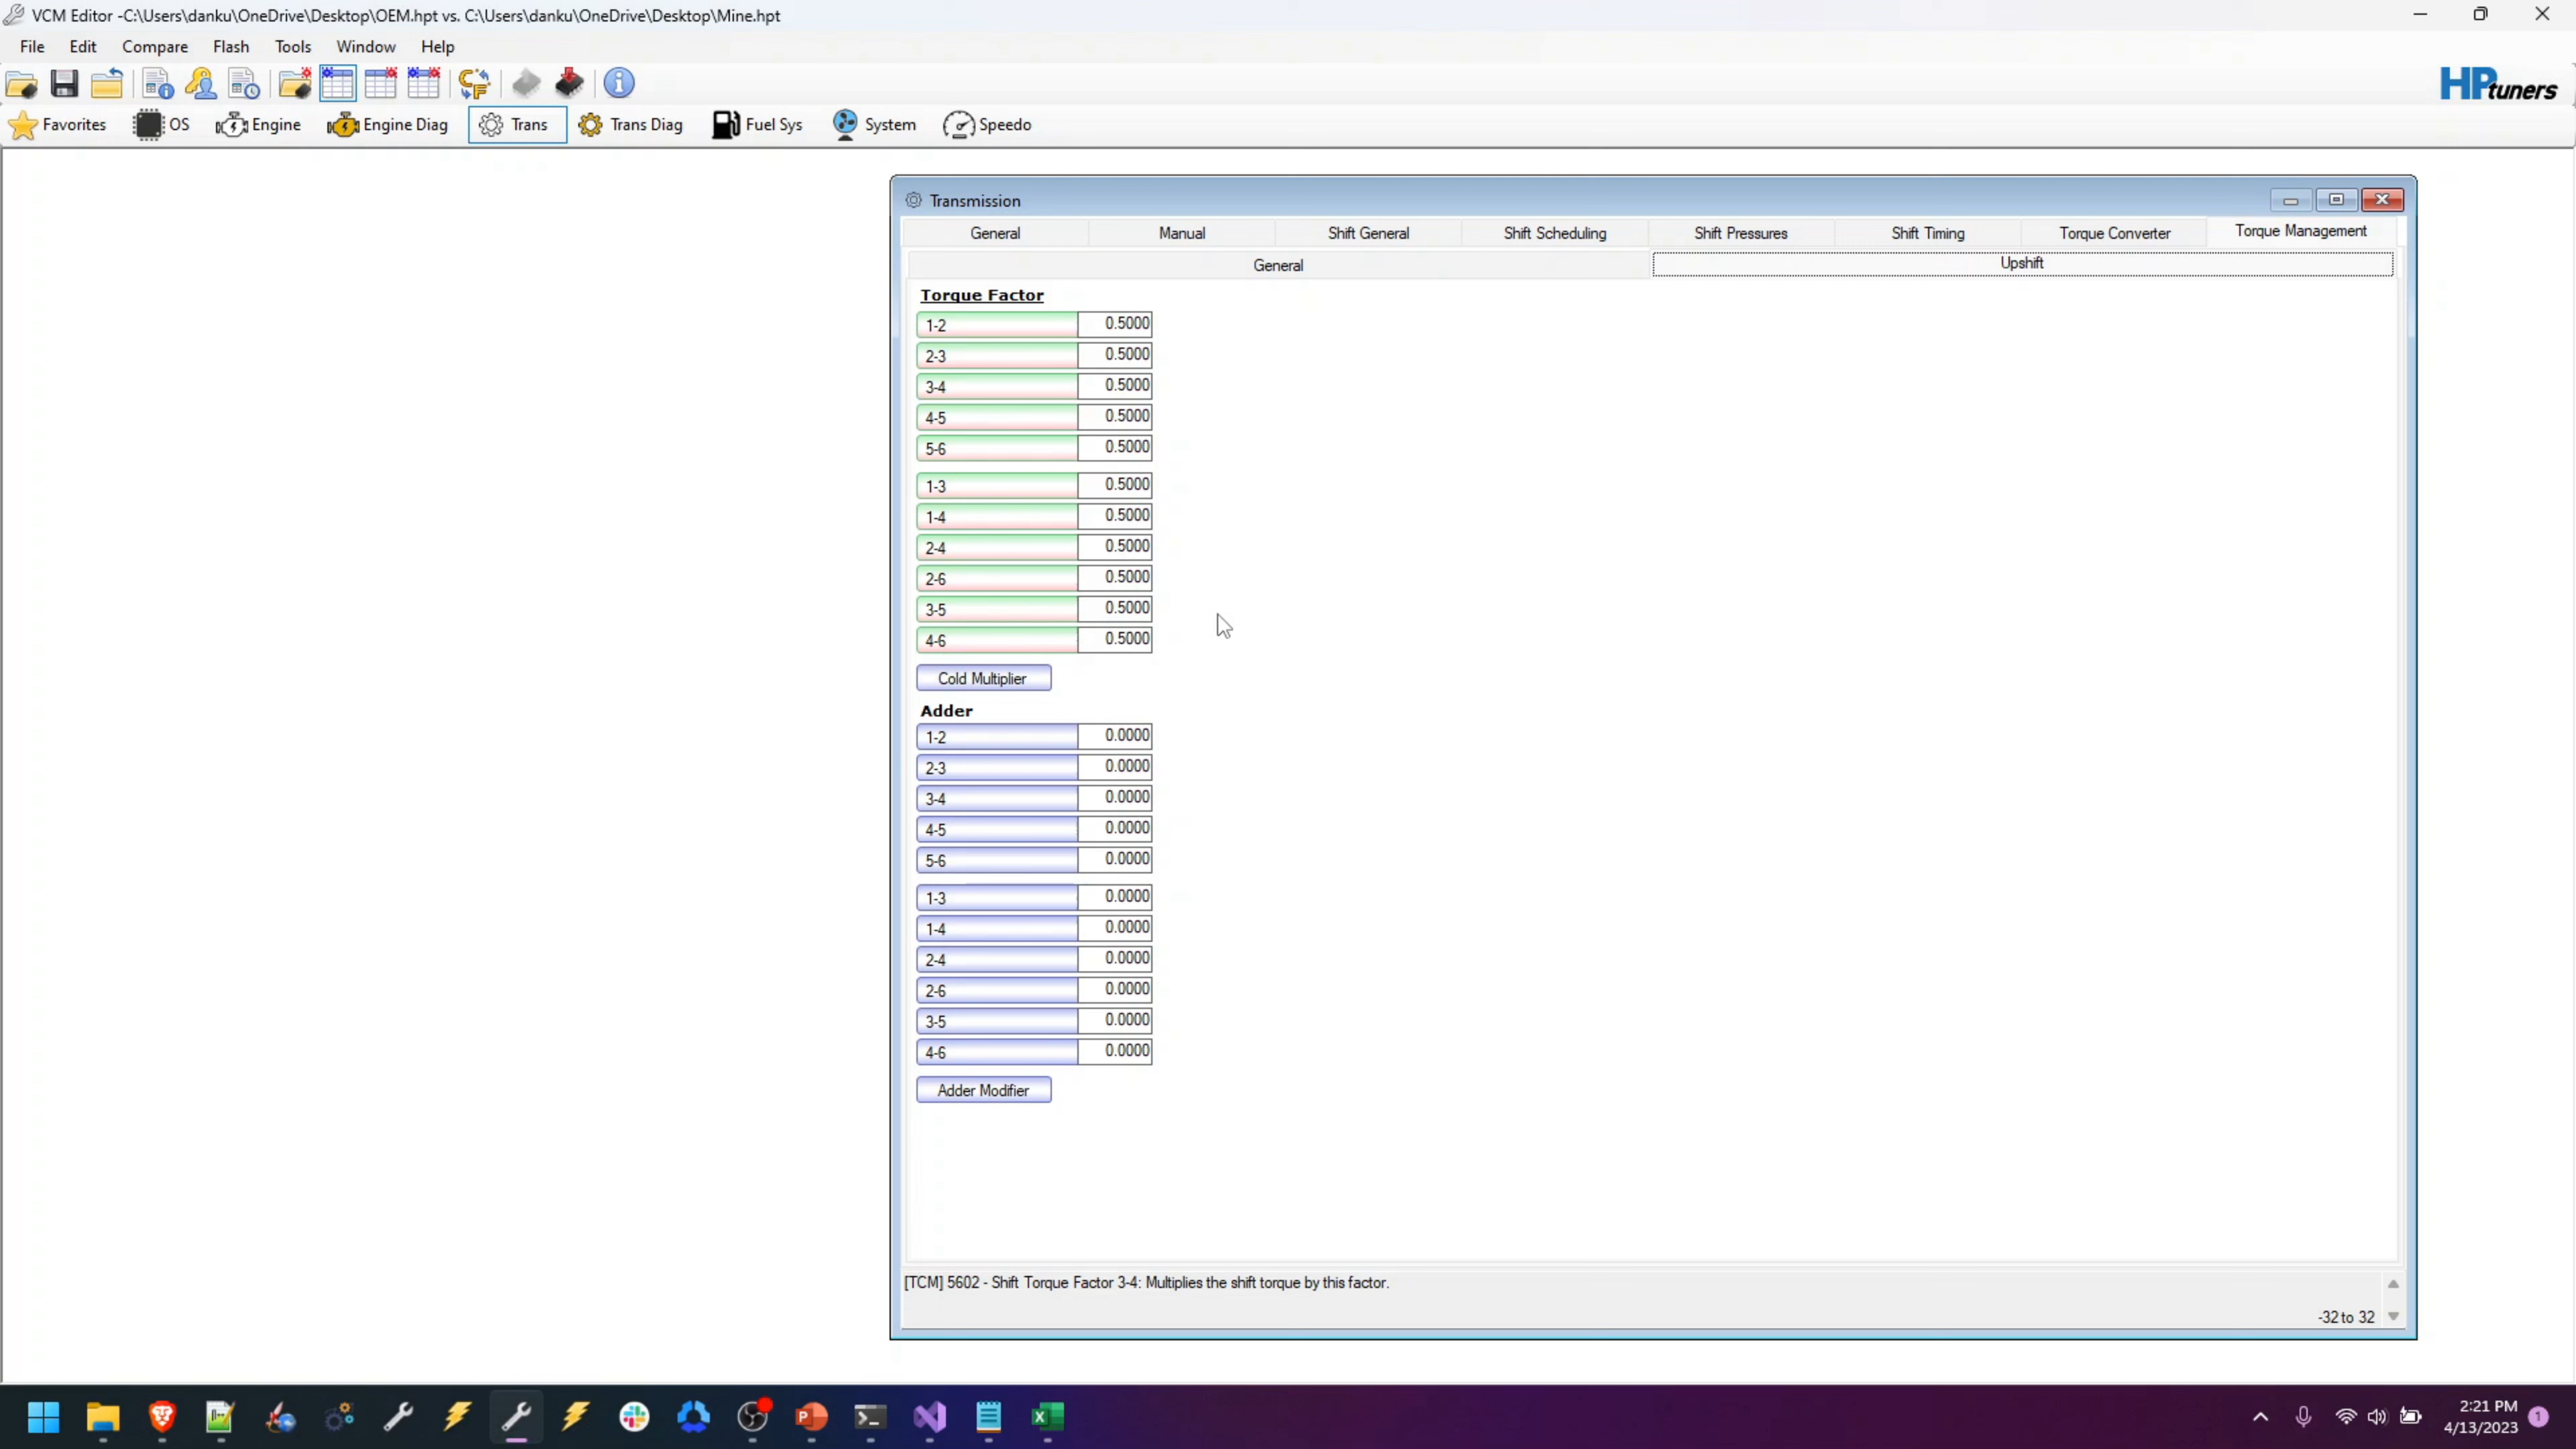 VCM Editor -C:\Users\danku\OneDrive\Desktop\OEM.hpt vs. C:\Users\danku\OneDrive\Desktop\Mine.hpt
File Edit Compare Flash Tools Window Help
HPtuners
Favorites OS Engine Engine Diag Trans Trans Diag Fuel Sys System Speedo
Transmission
General Manual Shift General Shift Scheduling Shift Pressures Shift Timing Torque Converter Torque Management
General Upshift
Torque Factor
1-2 0.5000
2-3 0.5000
3-4 0.5000
4-5 0.5000
5-6 0.5000
1-3 0.5000
1-4 0.5000
2-4 0.5000
2-6 0.5000
3-5 0.5000
4-6 0.5000
Cold Multiplier
Adder
1-2 0.0000
2-3 0.0000
3-4 0.0000
4-5 0.0000
5-6 0.0000
1-3 0.0000
1-4 0.0000
2-4 0.0000
2-6 0.0000
3-5 0.0000
4-6 0.0000
Adder Modifier
[TCM] 5602 - Shift Torque Factor 3-4: Multiplies the shift torque by this factor.
-32 to 32
2:21 PM
4/13/2023
1